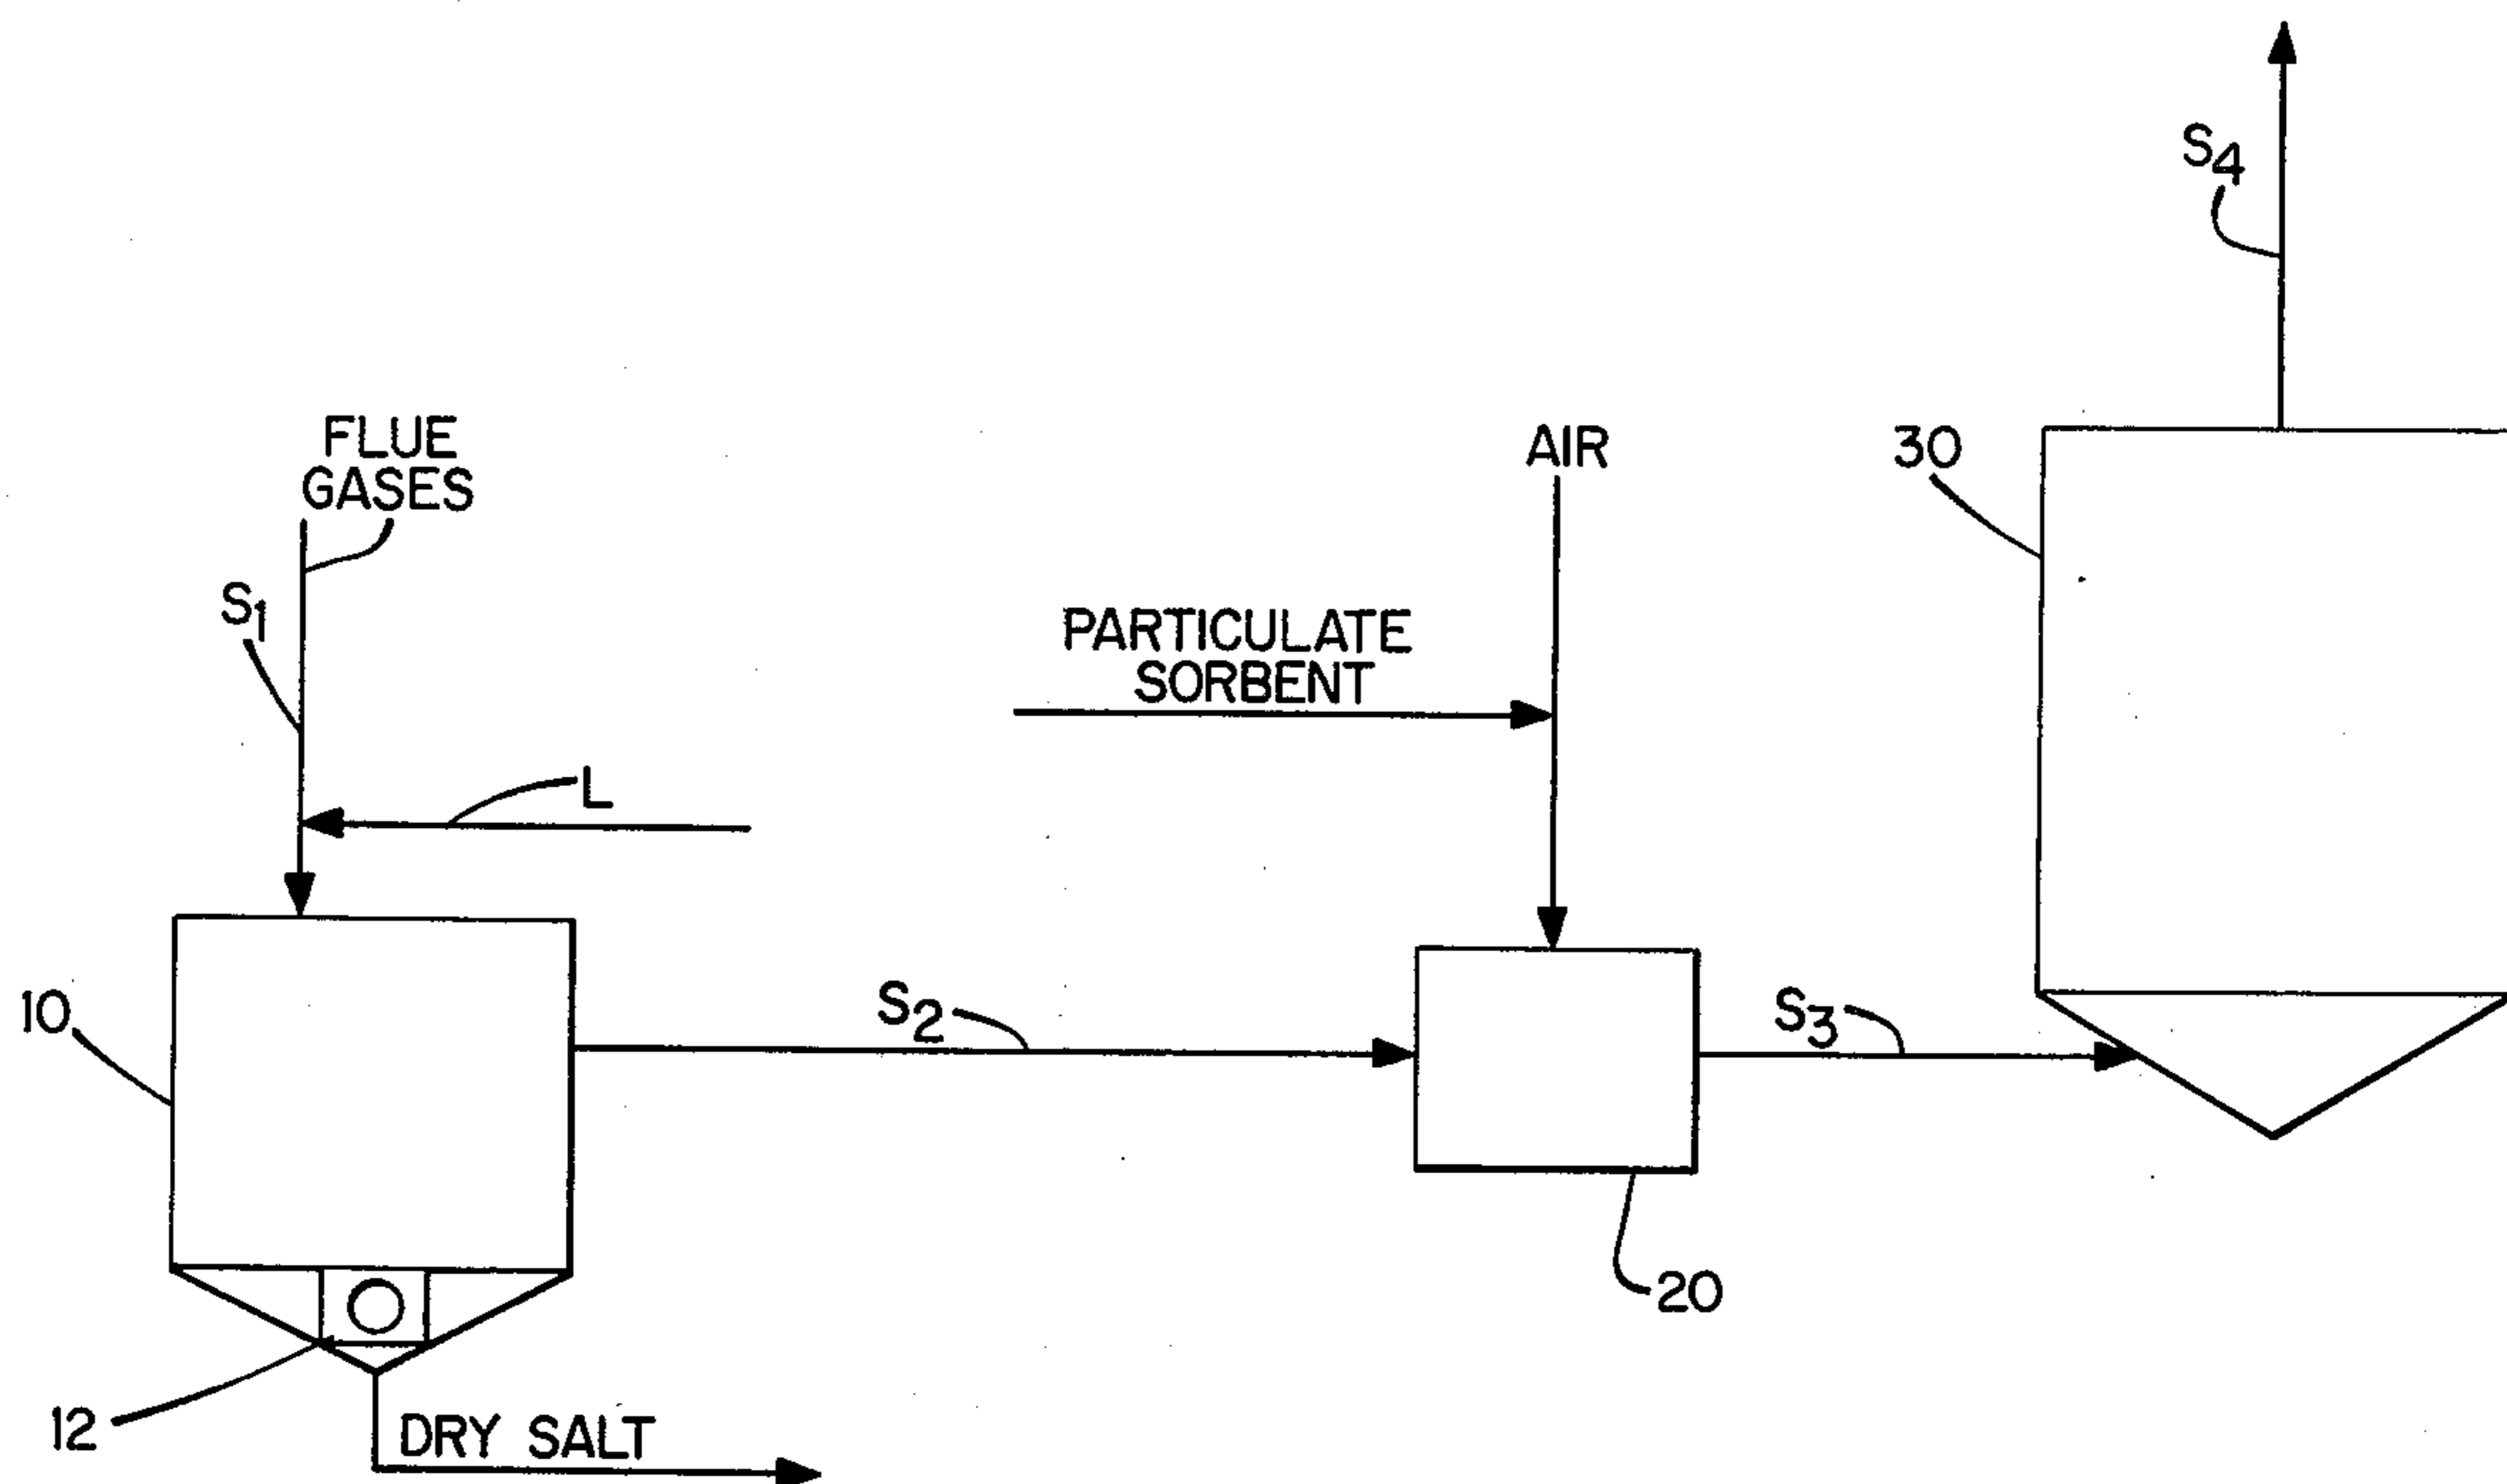 S4
FLUE
GASES
AIR
30
S1
PARTICULATE
SORBENT
L
10
S2
S3
20
12
DRY SALT